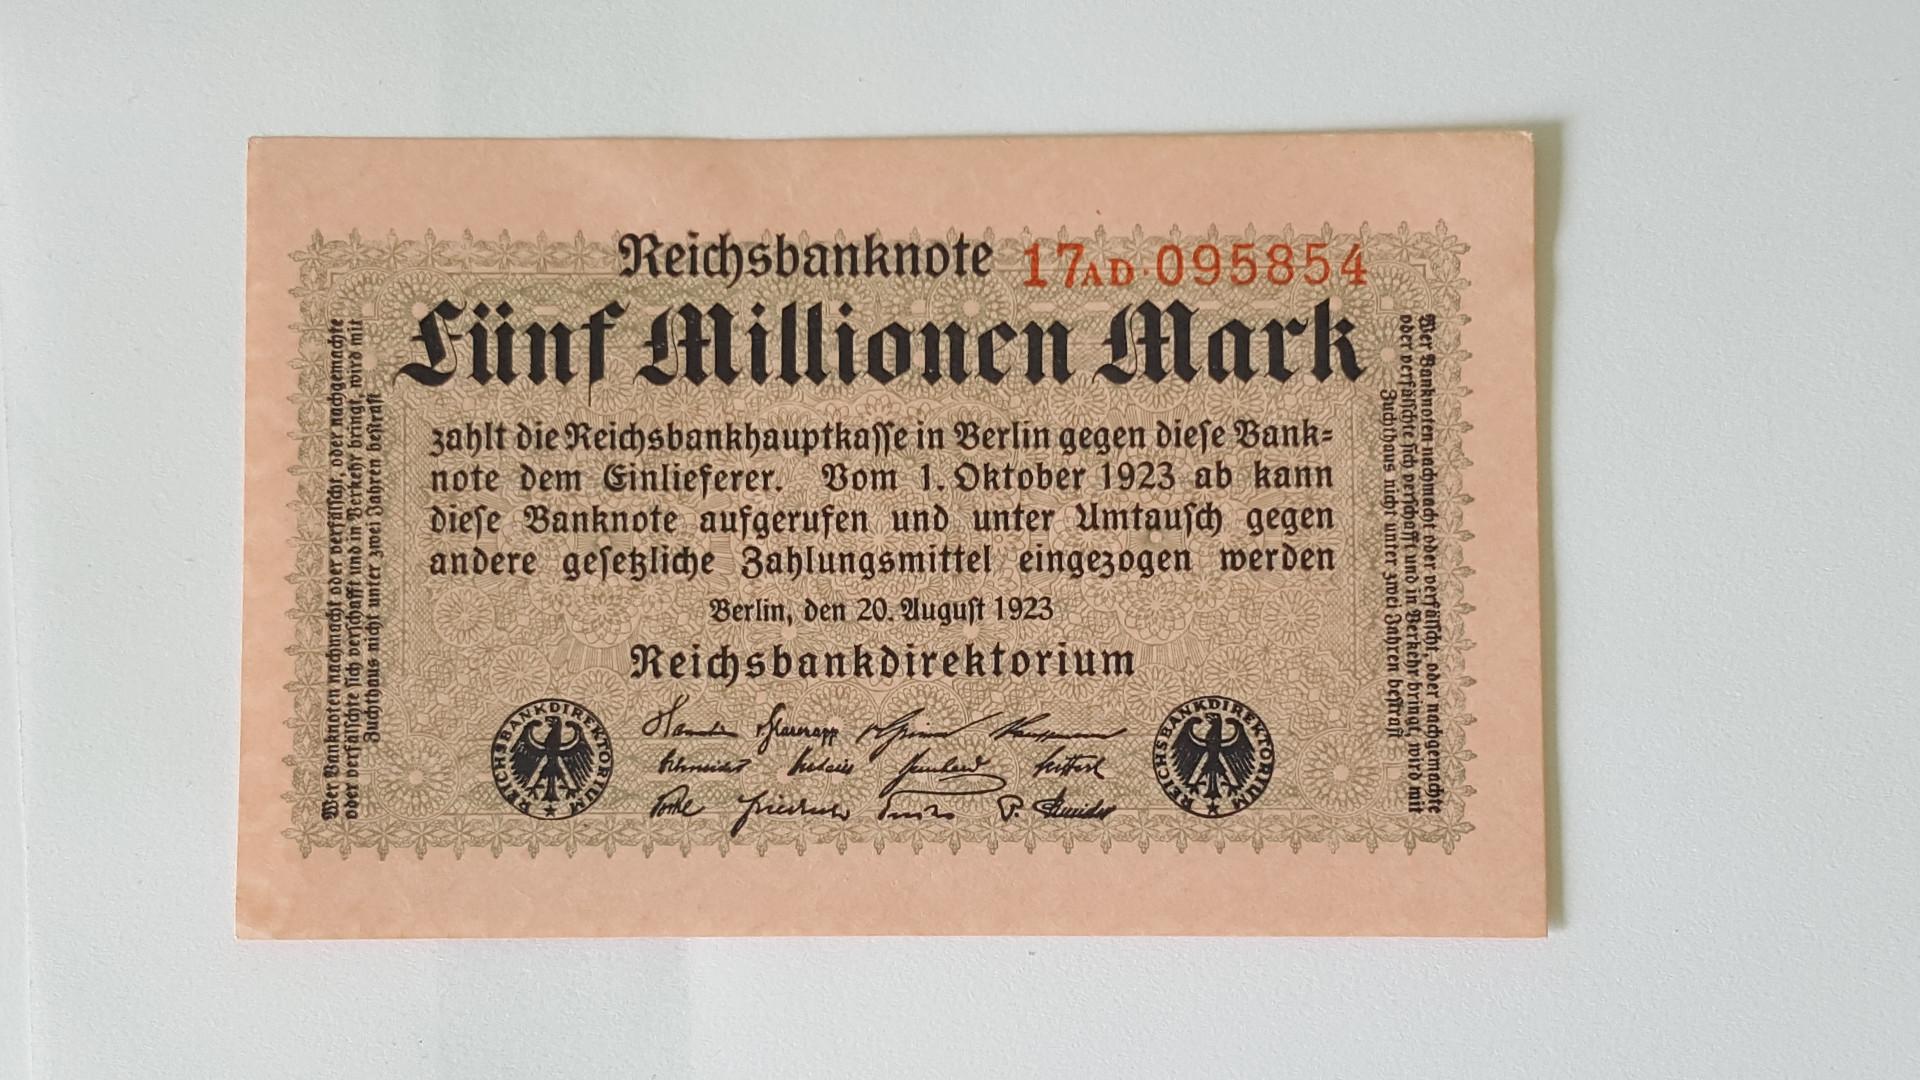 Reichsbanknote 17AD·095854
Fünf Millionen Mark
zahlt die Reichsbankhauptkasse in Berlin gegen diese Bank=
note dem Einlieferer. Vom 1. Oktober 1923 ab kann
diese Banknote aufgerufen und unter Umtausch gegen
andere gesetzliche Zahlungsmittel eingezogen werden
Berlin, den 20. August 1923
Reichsbankdirektorium
REICHSBANKDIREKTORIUM
REICHSBANKDIREKTORIUM
Wer Banknoten nachmacht oder verfälscht, oder nachgemachte
oder verfälschte sich verschafft und in Verkehr bringt, wird mit
Zuchthaus nicht unter zwei Jahren bestraft
Wer Banknoten nachmacht oder verfälscht, oder nachgemachte
oder verfälschte sich verschafft und in Verkehr bringt, wird mit
Zuchthaus nicht unter zwei Jahren bestraft